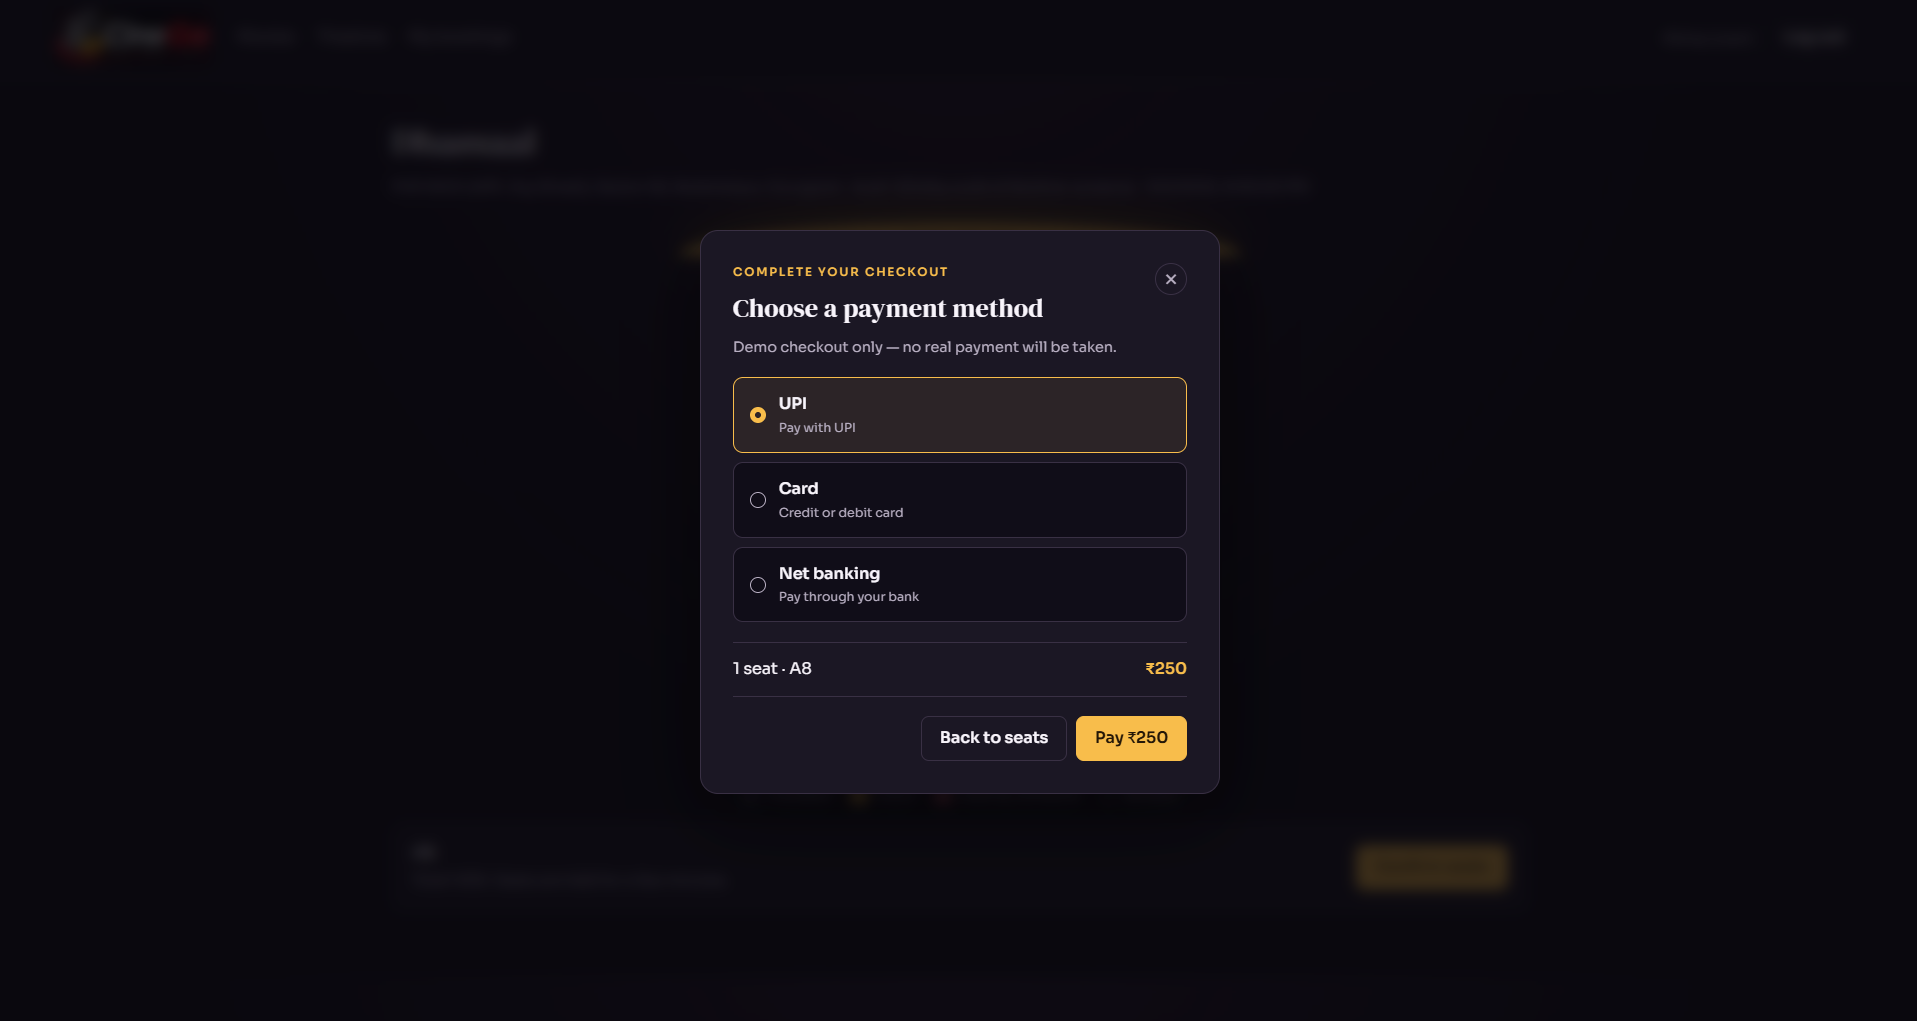 COMPLETE YOUR CHECKOUT
Choose a payment method
Demo checkout only — no real payment will be taken.
UPI
Pay with UPI
Card
Credit or debit card
Net banking
Pay through your bank
1 seat · A8
₹250
Back to seats
Pay ₹250